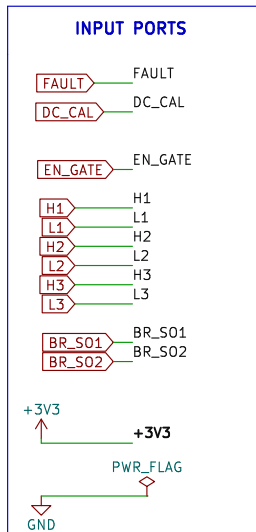 INPUT PORTS
FAULT FAULT
DC_CAL DC_CAL
EN_GATE EN_GATE
H1 H1
L1 L1
H2 H2
L2 L2
H3 H3
L3 L3
BR_SO1 BR_SO1
BR_SO2 BR_SO2
+3V3 +3V3
PWR_FLAG
GND